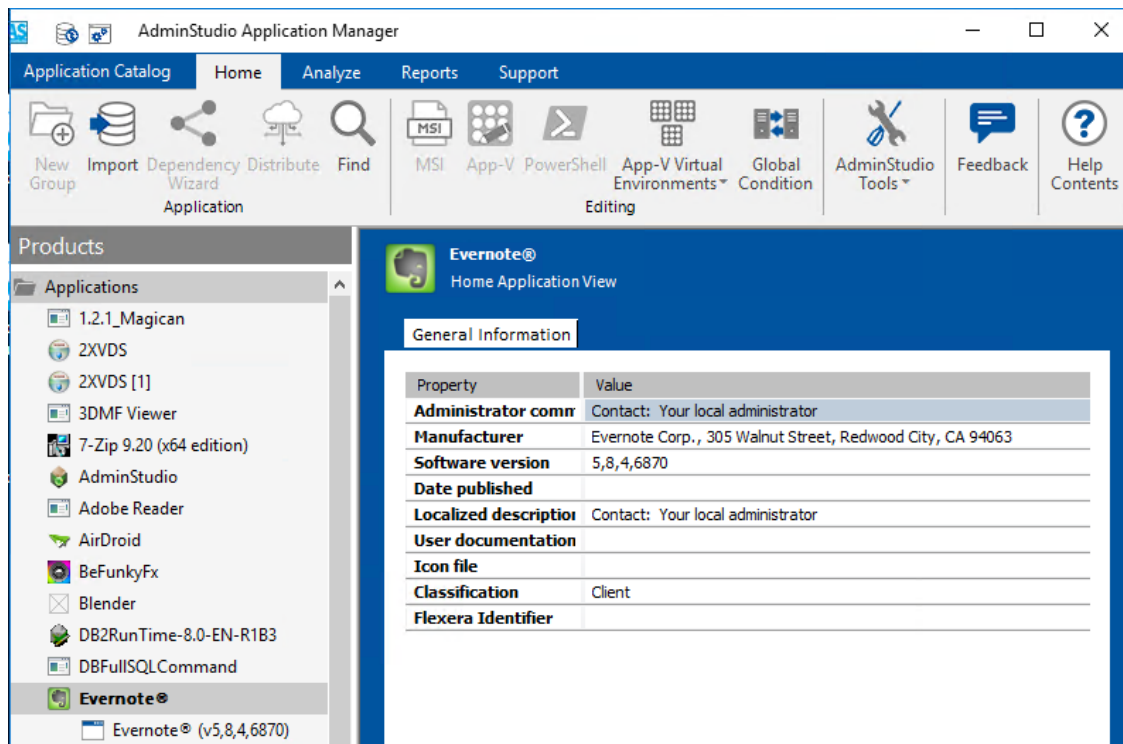 AS AdminStudio Application Manager
Application Catalog Home Analyze Reports Support
New Group
Import
Dependency Wizard
Distribute
Find
MSI
MSI
App-V
PowerShell
App-V Virtual Environments
Global Condition
AdminStudio Tools
Feedback
Help Contents
Application
Editing
Products
Applications
1.2.1_Magican
2XVDS
2XVDS [1]
3DMF Viewer
7-Zip 9.20 (x64 edition)
AdminStudio
Adobe Reader
AirDroid
BeFunkyFx
Blender
DB2RunTime-8.0-EN-R1B3
DBFullSQLCommand
Evernote®
Evernote® (v5,8,4,6870)
Evernote®
Home Application View
General Information
Property Value
Administrator comm Contact: Your local administrator
Manufacturer Evernote Corp., 305 Walnut Street, Redwood City, CA 94063
Software version 5,8,4,6870
Date published
Localized description Contact: Your local administrator
User documentation
Icon file
Classification Client
Flexera Identifier